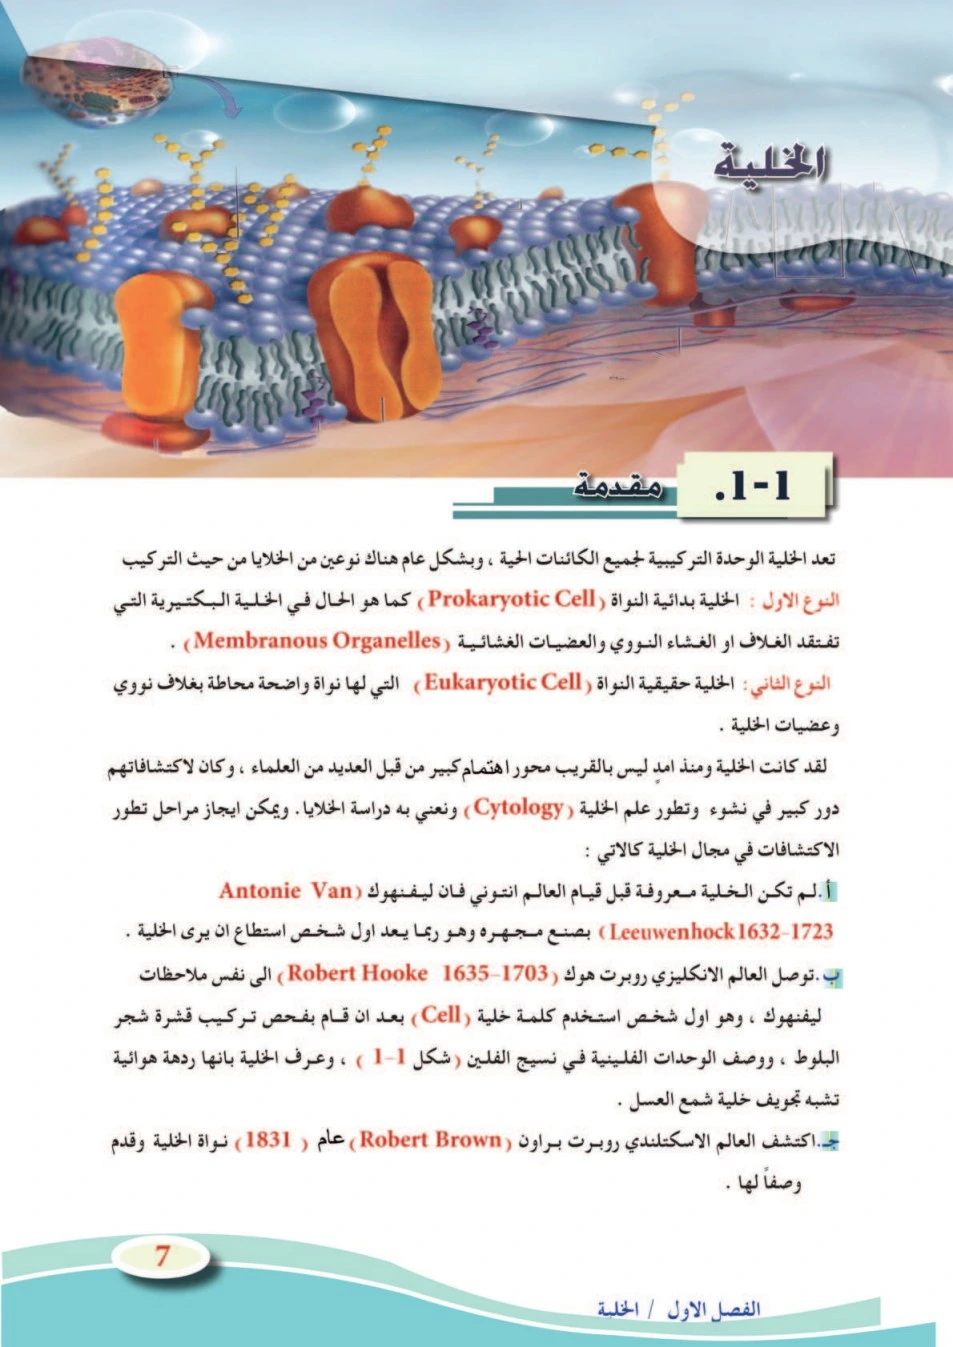 الخلية
1-1. مقدمة
تعد الخلية الوحدة التركيبية لجميع الكائنات الحية ، وبشكل عام هناك نوعين من الخلايا من حيث التركيب
النوع الاول : الخلية بدائية النواة (Prokaryotic Cell) كما هو الحال في الخلية البكتيرية التي
تفتقد الغلاف او الغشاء النووي والعضيات الغشائية (Membranous Organelles) .
النوع الثاني: الخلية حقيقية النواة (Eukaryotic Cell) التي لها نواة واضحة محاطة بغلاف نووي
وعضيات الخلية .
لقد كانت الخلية ومنذ امدٍ ليس بالقريب محور اهتمام كبير من قبل العديد من العلماء ، وكان لاكتشافاتهم
دور كبير في نشوء وتطور علم الخلية (Cytology) ونعني به دراسة الخلايا. ويمكن ايجاز مراحل تطور
الاكتشافات في مجال الخلية كالاتي :
أ.لم تكن الخلية معروفة قبل قيام العالم انتوني فان ليفنهوك (Antonie Van
Leeuwenhock 1632-1723) بصنع مجهره وهو ربما يعد اول شخص استطاع ان يرى الخلية .
ب.توصل العالم الانكليزي روبرت هوك (Robert Hooke 1635-1703) الى نفس ملاحظات
ليفنهوك ، وهو اول شخص استخدم كلمة خلية (Cell) بعد ان قام بفحص تركيب قشرة شجر
البلوط ، ووصف الوحدات الفلينية في نسيج الفلين (شكل 1-1 ) ، وعرف الخلية بانها ردهة هوائية
تشبه تجويف خلية شمع العسل .
جـ.اكتشف العالم الاسكتلندي روبرت براون (Robert Brown) عام ( 1831) نواة الخلية وقدم
وصفاً لها .
7
الفصل الاول / الخلية